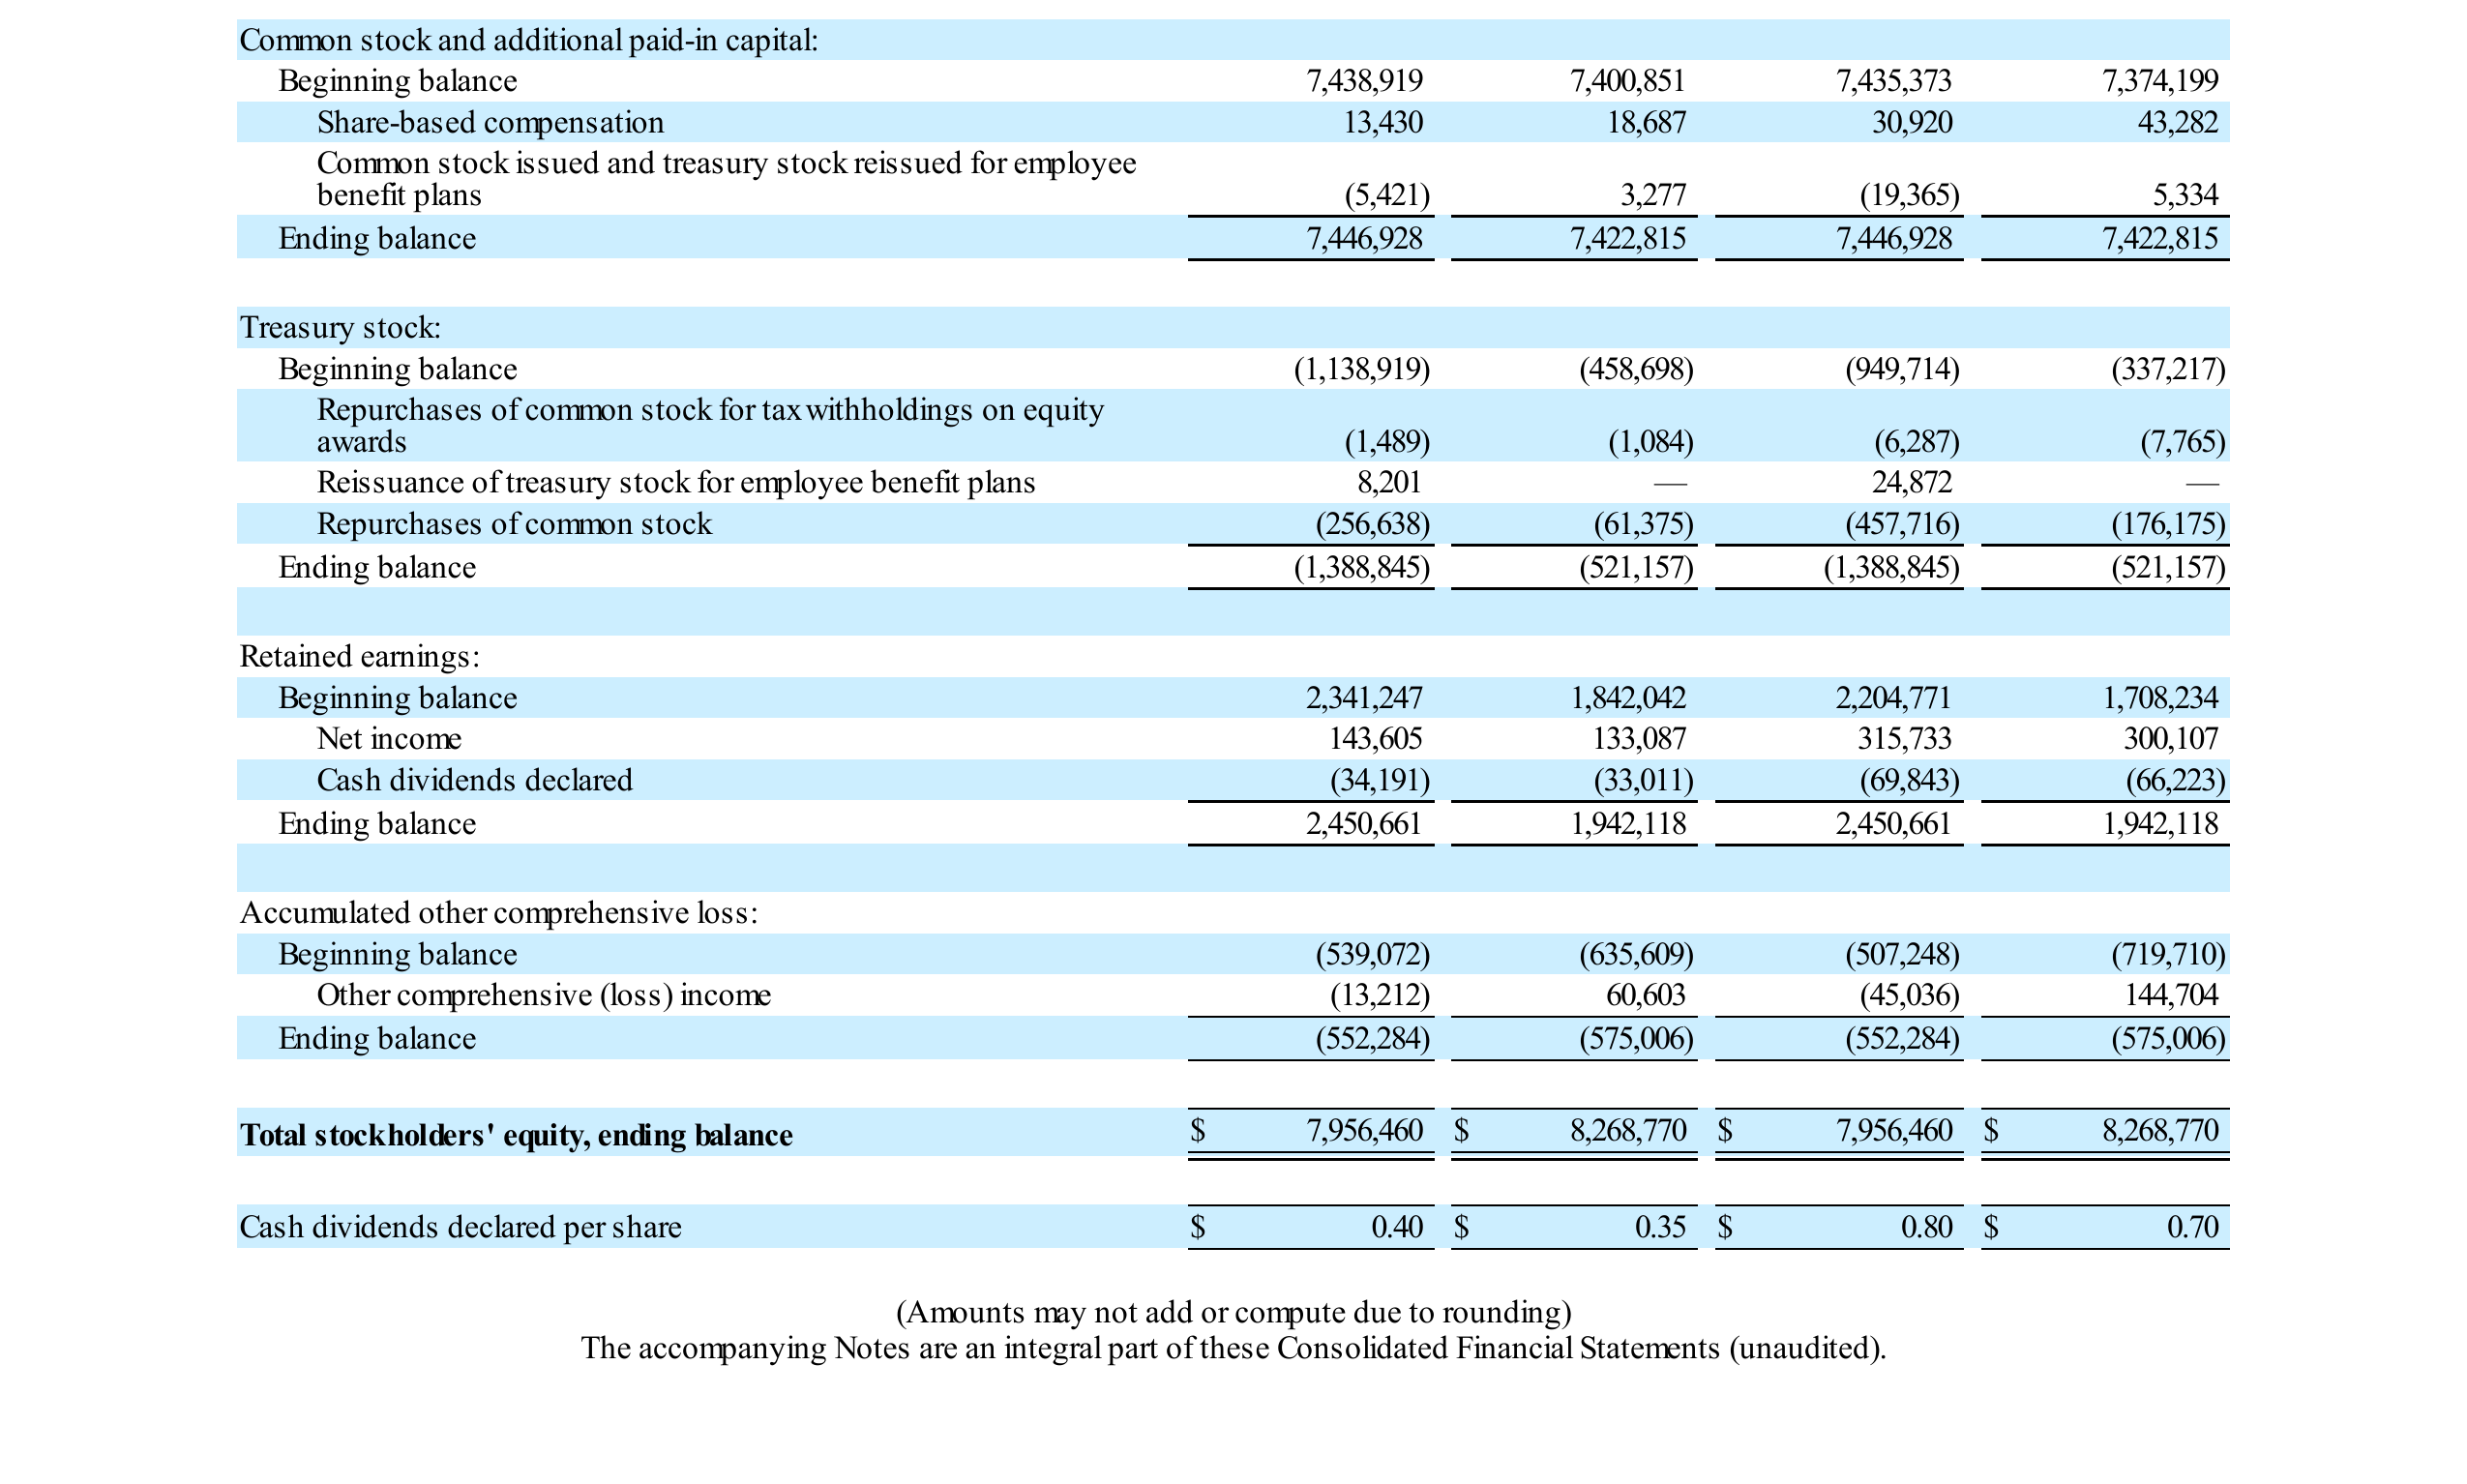 Common stock and additional paid-in capital:
Beginning balance 7,438,919 7,400,851 7,435,373 7,374,199
Share-based compensation 13,430 18,687 30,920 43,282
Common stock issued and treasury stock reissued for employee
benefit plans (5,421) 3,277 (19,365) 5,334
Ending balance 7,446,928 7,422,815 7,446,928 7,422,815
Treasury stock:
Beginning balance (1,138,919) (458,698) (949,714) (337,217)
Repurchases of common stock for tax withholdings on equity
awards (1,489) (1,084) (6,287) (7,765)
Reissuance of treasury stock for employee benefit plans 8,201 — 24,872 —
Repurchases of common stock (256,638) (61,375) (457,716) (176,175)
Ending balance (1,388,845) (521,157) (1,388,845) (521,157)
Retained earnings:
Beginning balance 2,341,247 1,842,042 2,204,771 1,708,234
Net income 143,605 133,087 315,733 300,107
Cash dividends declared (34,191) (33,011) (69,843) (66,223)
Ending balance 2,450,661 1,942,118 2,450,661 1,942,118
Accumulated other comprehensive loss:
Beginning balance (539,072) (635,609) (507,248) (719,710)
Other comprehensive (loss) income (13,212) 60,603 (45,036) 144,704
Ending balance (552,284) (575,006) (552,284) (575,006)
Total stockholders' equity, ending balance $ 7,956,460 $ 8,268,770 $ 7,956,460 $ 8,268,770
Cash dividends declared per share $ 0.40 $ 0.35 $ 0.80 $ 0.70
(Amounts may not add or compute due to rounding)
The accompanying Notes are an integral part of these Consolidated Financial Statements (unaudited).